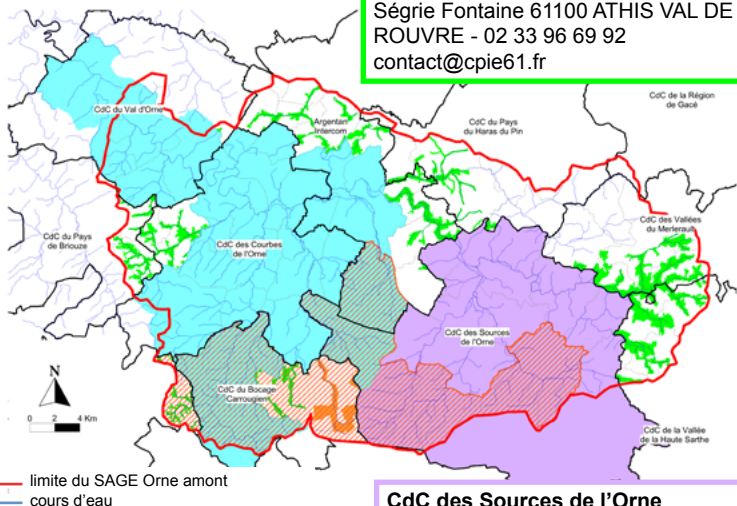 Ségrie Fontaine 61100 ATHIS VAL DE
ROUVRE - 02 33 96 69 92
contact@cpie61.fr
CdC de la Région
de Gacé
CdC du Val d'Orne
Argentan
Intercom
CdC du Pays
du Haras du Pin
CdC du Pays
de Briouze
CdC des Courbes
de l'Orne
CdC des Vallées
du Merlerault
CdC des Sources
de l'Orne
CdC du Bocage
Carrougien
N
0 2 4 Km
CdC de la Vallée
de la Haute Sarthe
limite du SAGE Orne amont
cours d'eau
CdC des Sources de l'Orne